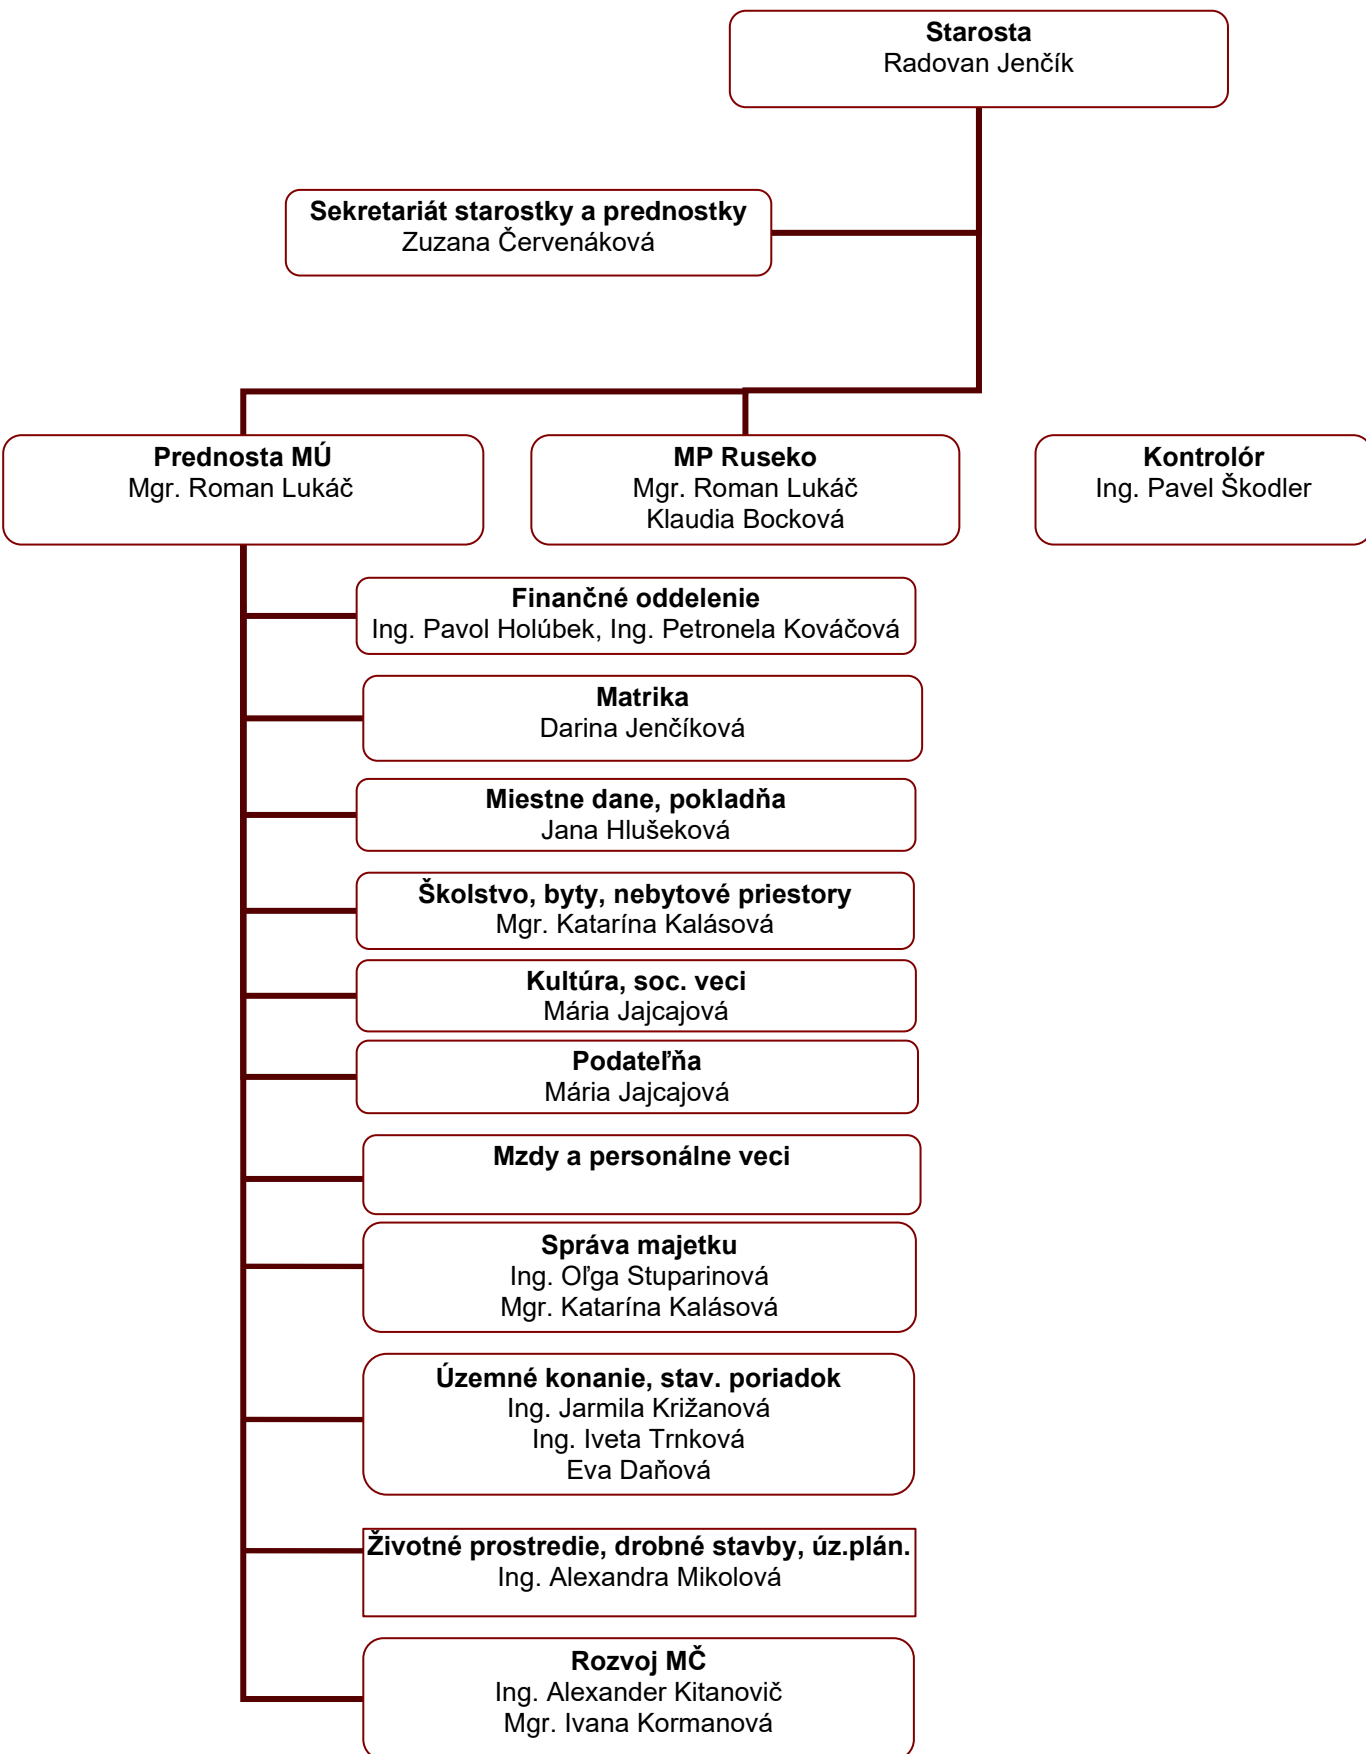 Starosta
Radovan Jenčík
Sekretariát starostky a prednostky
Zuzana Červenáková
Prednosta MÚ
Mgr. Roman Lukáč
MP Ruseko
Mgr. Roman Lukáč
Klaudia Bocková
Kontrolór
Ing. Pavel Škodler
Finančné oddelenie
Ing. Pavol Holúbek, Ing. Petronela Kováčová
Matrika
Darina Jenčíková
Miestne dane, pokladňa
Jana Hlušeková
Školstvo, byty, nebytové priestory
Mgr. Katarína Kalásová
Kultúra, soc. veci
Mária Jajcajová
Podateľňa
Mária Jajcajová
Mzdy a personálne veci
Správa majetku
Ing. Oľga Stuparinová
Mgr. Katarína Kalásová
Územné konanie, stav. poriadok
Ing. Jarmila Križanová
Ing. Iveta Trnková
Eva Daňová
Životné prostredie, drobné stavby, úz.plán.
Ing. Alexandra Mikolová
Rozvoj MČ
Ing. Alexander Kitanovič
Mgr. Ivana Kormanová